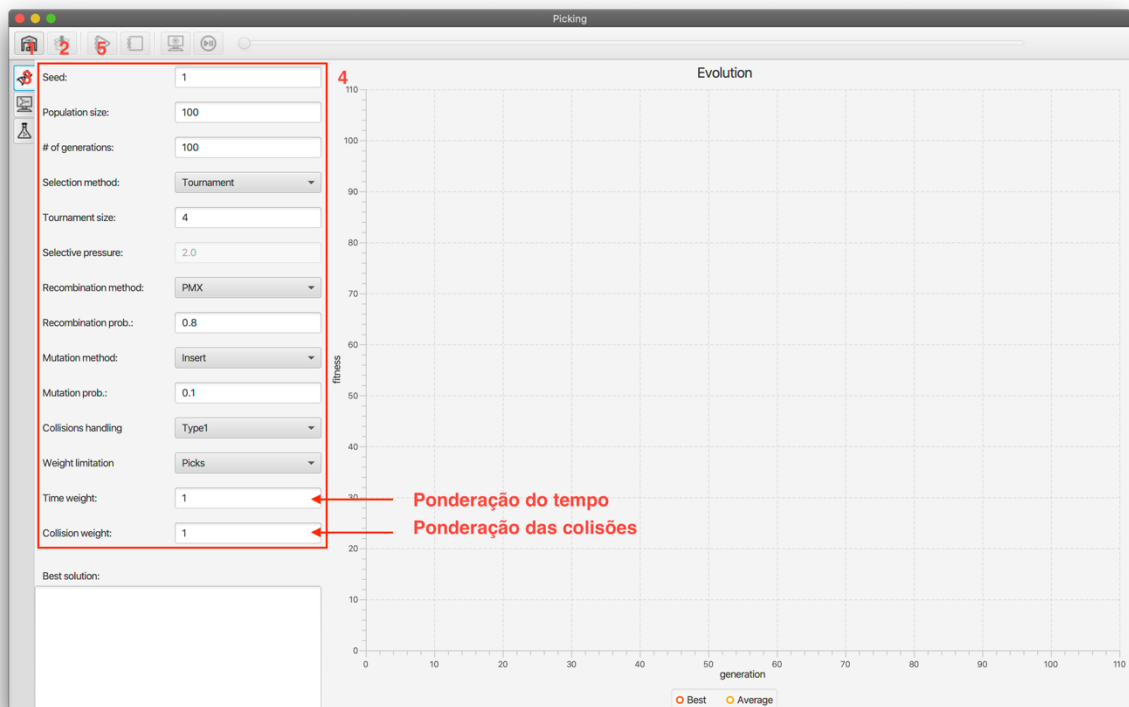 Picking
1 2 5
3
4
Seed: 1
Population size: 100
# of generations: 100
Selection method: Tournament
Tournament size: 4
Selective pressure: 2.0
Recombination method: PMX
Recombination prob.: 0.8
Mutation method: Insert
Mutation prob.: 0.1
Collisions handling Type1
Weight limitation Picks
Time weight: 1
Ponderação do tempo
Collision weight: 1
Ponderação das colisões
Best solution:
Evolution
110
100
90
80
70
60
50
40
30
20
10
0
fitness
0 10 20 30 40 50 60 70 80 90 100 110
generation
Best Average